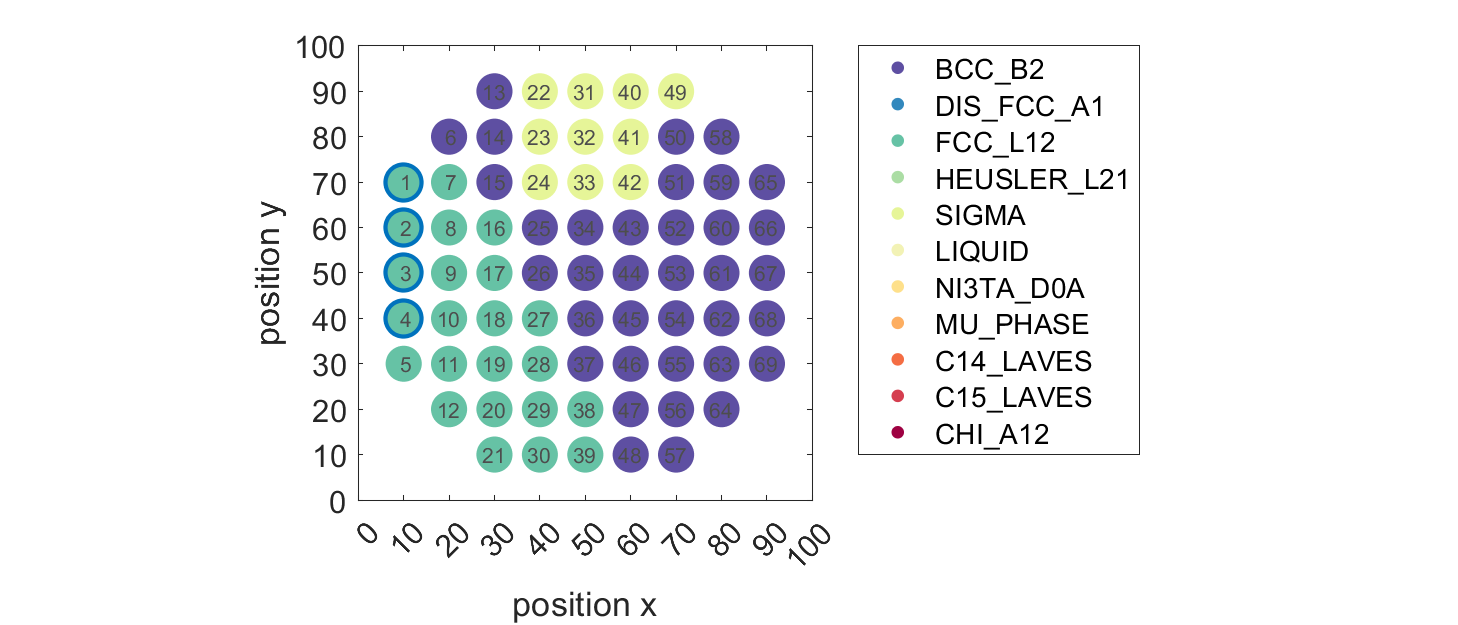 100
90
80
70
60
50
40
30
20
10
0
position y
13 22 31 40 49
6 14 23 32 41 50 58
1 7 15 24 33 42 51 59 65
2 8 16 25 34 43 52 60 66
3 9 17 26 35 44 53 61 67
4 10 18 27 36 45 54 62 68
5 11 19 28 37 46 55 63 69
12 20 29 38 47 56 64
21 30 39 48 57
0 10 20 30 40 50 60 70 80 90 100
position x
BCC_B2
DIS_FCC_A1
FCC_L12
HEUSLER_L21
SIGMA
LIQUID
NI3TA_D0A
MU_PHASE
C14_LAVES
C15_LAVES
CHI_A12